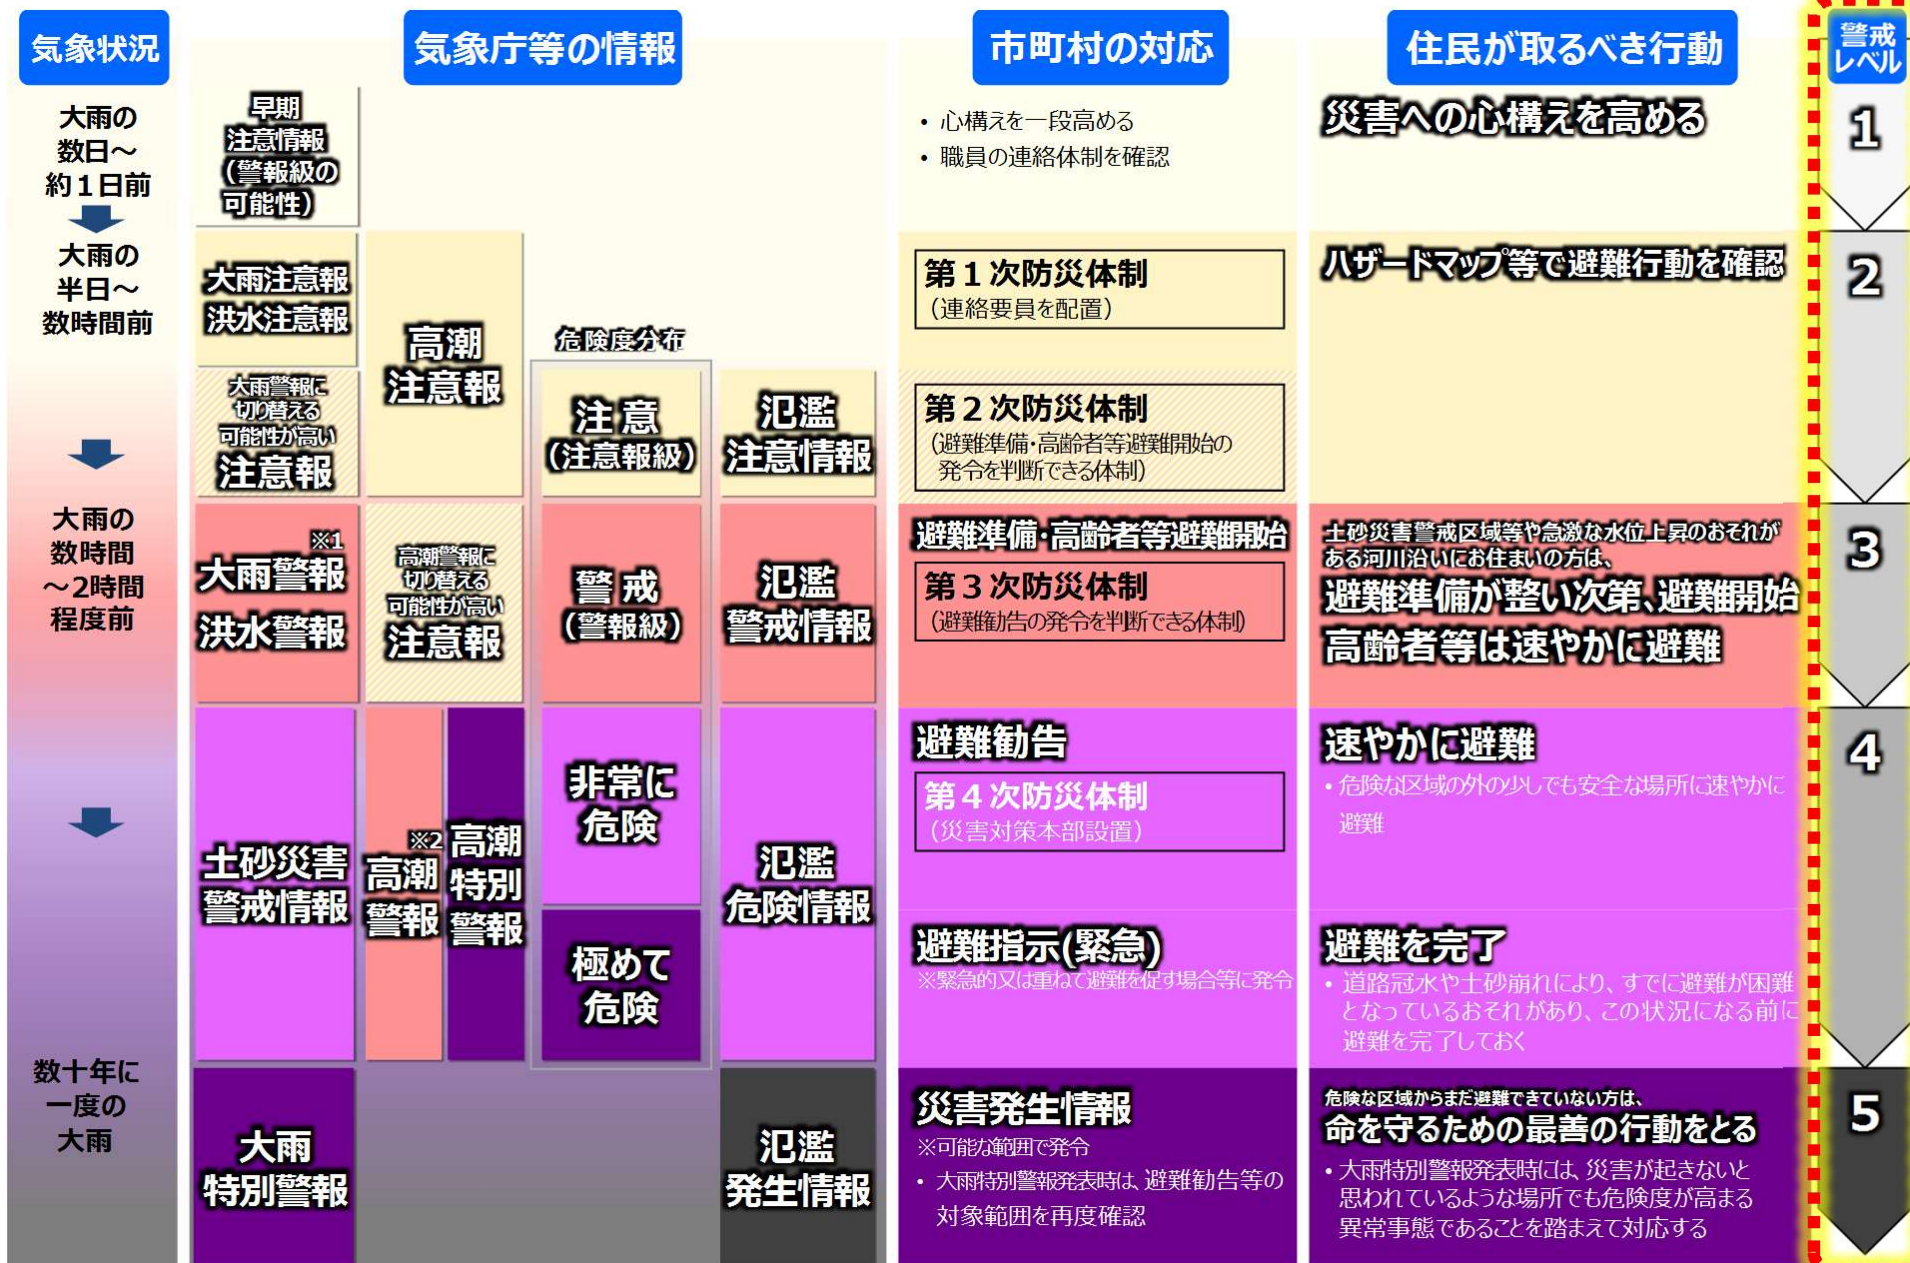 気象状況
気象庁等の情報
市町村の対応
住民が取るべき行動
警戒
レベル
大雨の
数日～
約1日前
早期
注意情報
（警報級の
可能性）
• 心構えを一段高める
• 職員の連絡体制を確認
災害への心構えを高める
1
大雨の
半日～
数時間前
大雨注意報
洪水注意報
高潮
注意報
危険度分布
第1次防災体制
（連絡要員を配置）
ハザードマップ等で避難行動を確認
2
大雨警報に
切り替える
可能性が高い
注意報
注意
（注意報級）
氾濫
注意情報
第2次防災体制
（避難準備・高齢者等避難開始の
発令を判断できる体制）
大雨の
数時間
～2時間
程度前
※1
大雨警報
洪水警報
高潮警報に
切り替える
可能性が高い
注意報
警戒
（警報級）
氾濫
警戒情報
避難準備・高齢者等避難開始
第3次防災体制
（避難勧告の発令を判断できる体制）
土砂災害警戒区域等や急激な水位上昇のおそれが
ある河川沿いにお住まいの方は、
避難準備が整い次第、避難開始
高齢者等は速やかに避難
3
土砂災害
警戒情報
※2
高潮
警報
高潮
特別
警報
非常に
危険
極めて
危険
氾濫
危険情報
避難勧告
第4次防災体制
（災害対策本部設置）
速やかに避難
• 危険な区域の外の少しでも安全な場所に速やかに
避難
4
避難指示(緊急)
※緊急的又は重ねて避難を促す場合等に発令
避難を完了
• 道路冠水や土砂崩れにより、すでに避難が困難
となっているおそれがあり、この状況になる前に
避難を完了しておく
数十年に
一度の
大雨
大雨
特別警報
氾濫
発生情報
災害発生情報
※可能な範囲で発令
• 大雨特別警報発表時は、避難勧告等の
対象範囲を再度確認
危険な区域からまだ避難できていない方は、
命を守るための最善の行動をとる
• 大雨特別警報発表時には、災害が起きないと
思われているような場所でも危険度が高まる
異常事態であることを踏まえて対応する
5